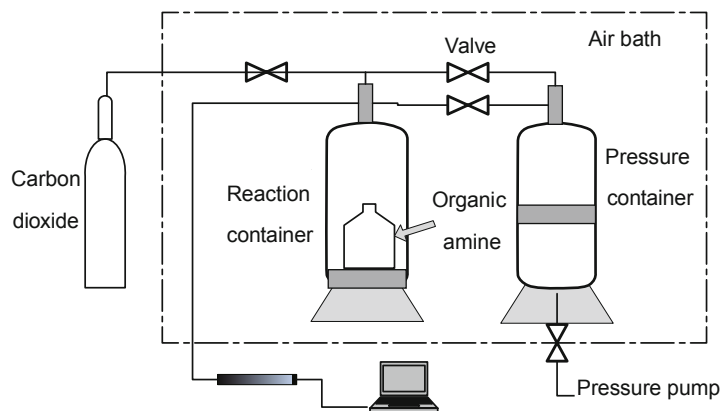 Valve
Air bath
Carbon
dioxide
Reaction
container
Organic
amine
Pressure
container
Pressure pump